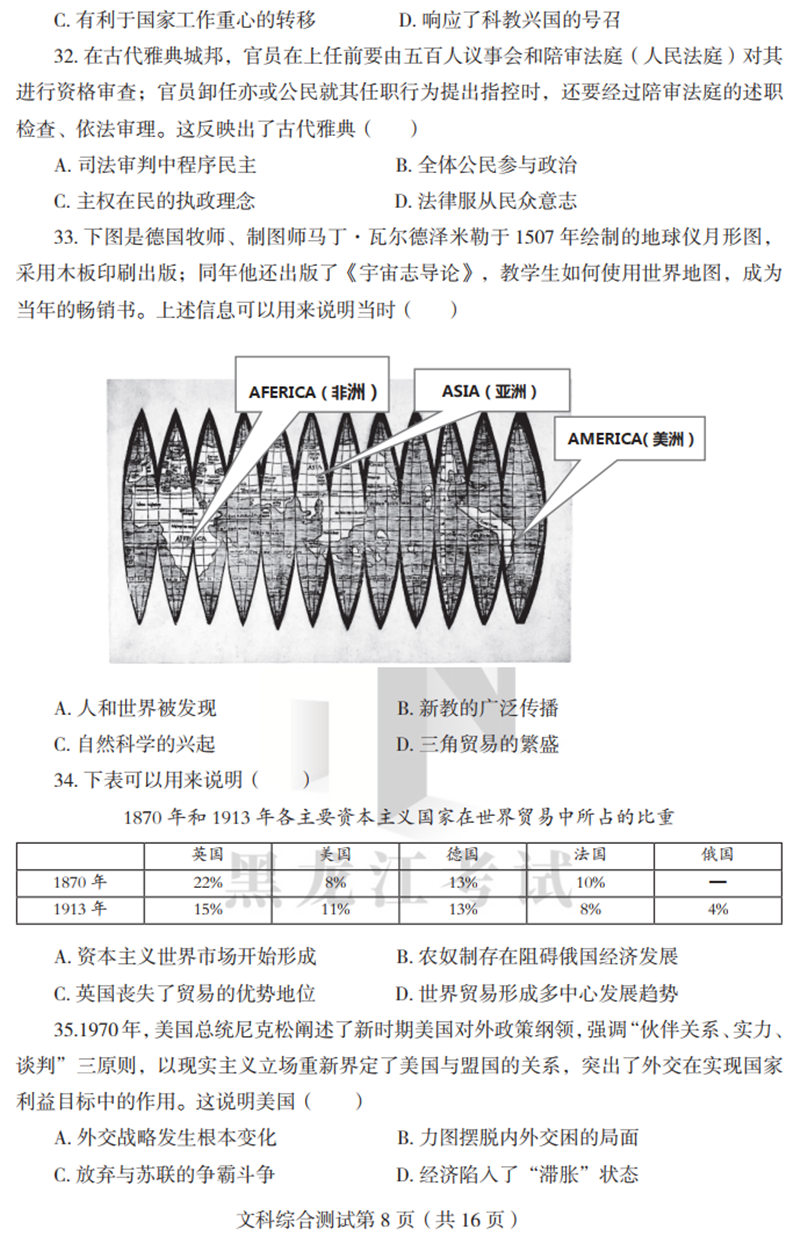 C. 有利于国家工作重心的转移 D. 响应了科教兴国的号召
32. 在古代雅典城邦，官员在上任前要由五百人议事会和陪审法庭（人民法庭）对其
进行资格审查；官员卸任亦或公民就其任职行为提出指控时，还要经过陪审法庭的述职
检查、依法审理。这反映出了古代雅典（　　）
A. 司法审判中程序民主 B. 全体公民参与政治
C. 主权在民的执政理念 D. 法律服从民众意志
33. 下图是德国牧师、制图师马丁·瓦尔德泽米勒于 1507 年绘制的地球仪月形图，
采用木板印刷出版；同年他还出版了《宇宙志导论》，教学生如何使用世界地图，成为
当年的畅销书。上述信息可以用来说明当时（　　）
AFERICA（非洲）
ASIA（亚洲）
AMERICA（美洲）
ASIA
AFERICA
A. 人和世界被发现 B. 新教的广泛传播
C. 自然科学的兴起 D. 三角贸易的繁盛
34. 下表可以用来说明（　　）
1870 年和 1913 年各主要资本主义国家在世界贸易中所占的比重
英国 美国 德国 法国 俄国
1870 年 22% 8% 13% 10% —
1913 年 15% 11% 13% 8% 4%
黑龙江考试
A. 资本主义世界市场开始形成 B. 农奴制存在阻碍俄国经济发展
C. 英国丧失了贸易的优势地位 D. 世界贸易形成多中心发展趋势
35.1970 年，美国总统尼克松阐述了新时期美国对外政策纲领，强调“伙伴关系、实力、
谈判”三原则，以现实主义立场重新界定了美国与盟国的关系，突出了外交在实现国家
利益目标中的作用。这说明美国（　　）
A. 外交战略发生根本变化 B. 力图摆脱内外交困的局面
C. 放弃与苏联的争霸斗争 D. 经济陷入了“滞胀”状态
文科综合测试第 8 页（共 16 页）